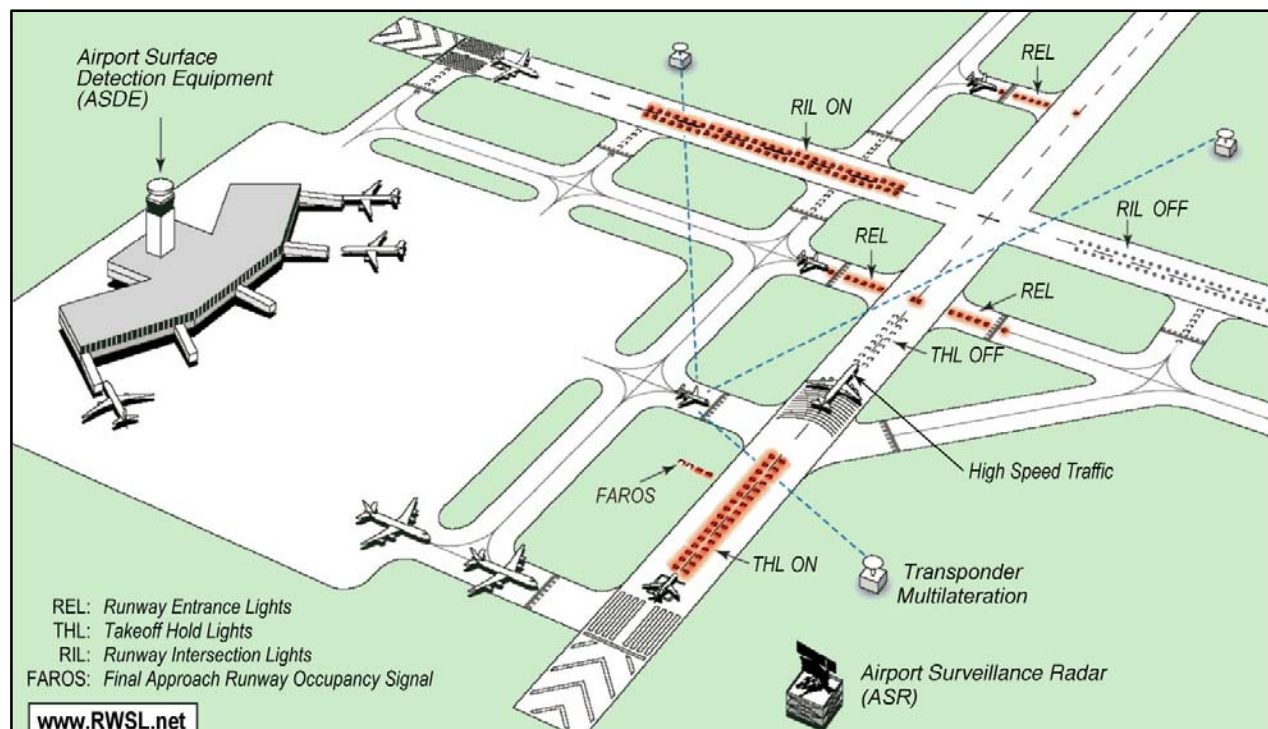 Airport Surface
Detection Equipment
(ASDE)
REL
RIL ON
RIL OFF
REL
REL
THL OFF
High Speed Traffic
FAROS
THL ON
Transponder
Multilateration
REL: Runway Entrance Lights
THL: Takeoff Hold Lights
RIL: Runway Intersection Lights
FAROS: Final Approach Runway Occupancy Signal
Airport Surveillance Radar
(ASR)
www.RWSL.net